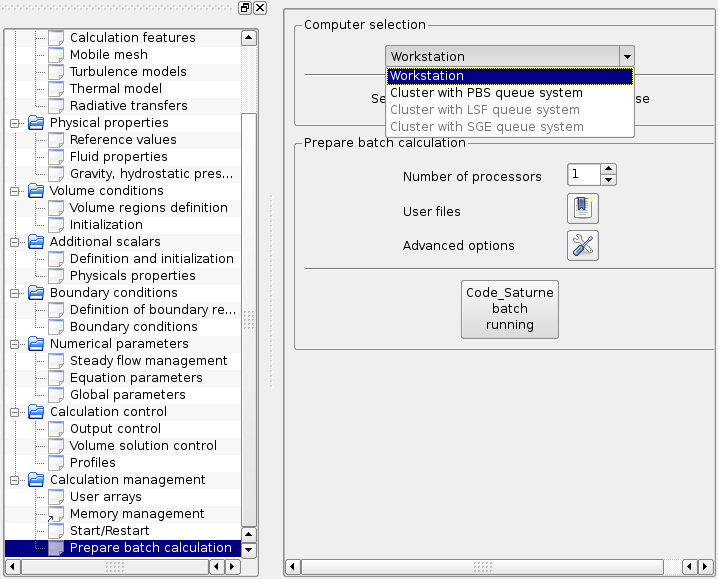 Calculation features
Mobile mesh
Turbulence models
Thermal model
Radiative transfers
Physical properties
Reference values
Fluid properties
Gravity, hydrostatic pres...
Volume conditions
Volume regions definition
Initialization
Additional scalars
Definition and initialization
Physicals properties
Boundary conditions
Definition of boundary re...
Boundary conditions
Numerical parameters
Steady flow management
Equation parameters
Global parameters
Calculation control
Output control
Volume solution control
Profiles
Calculation management
User arrays
Memory management
Start/Restart
Prepare batch calculation
Computer selection
Workstation
Workstation
Cluster with PBS queue system
Cluster with LSF queue system
Cluster with SGE queue system
Se
se
Prepare batch calculation
Number of processors 1
User files
Advanced options
Code_Saturne
batch
running